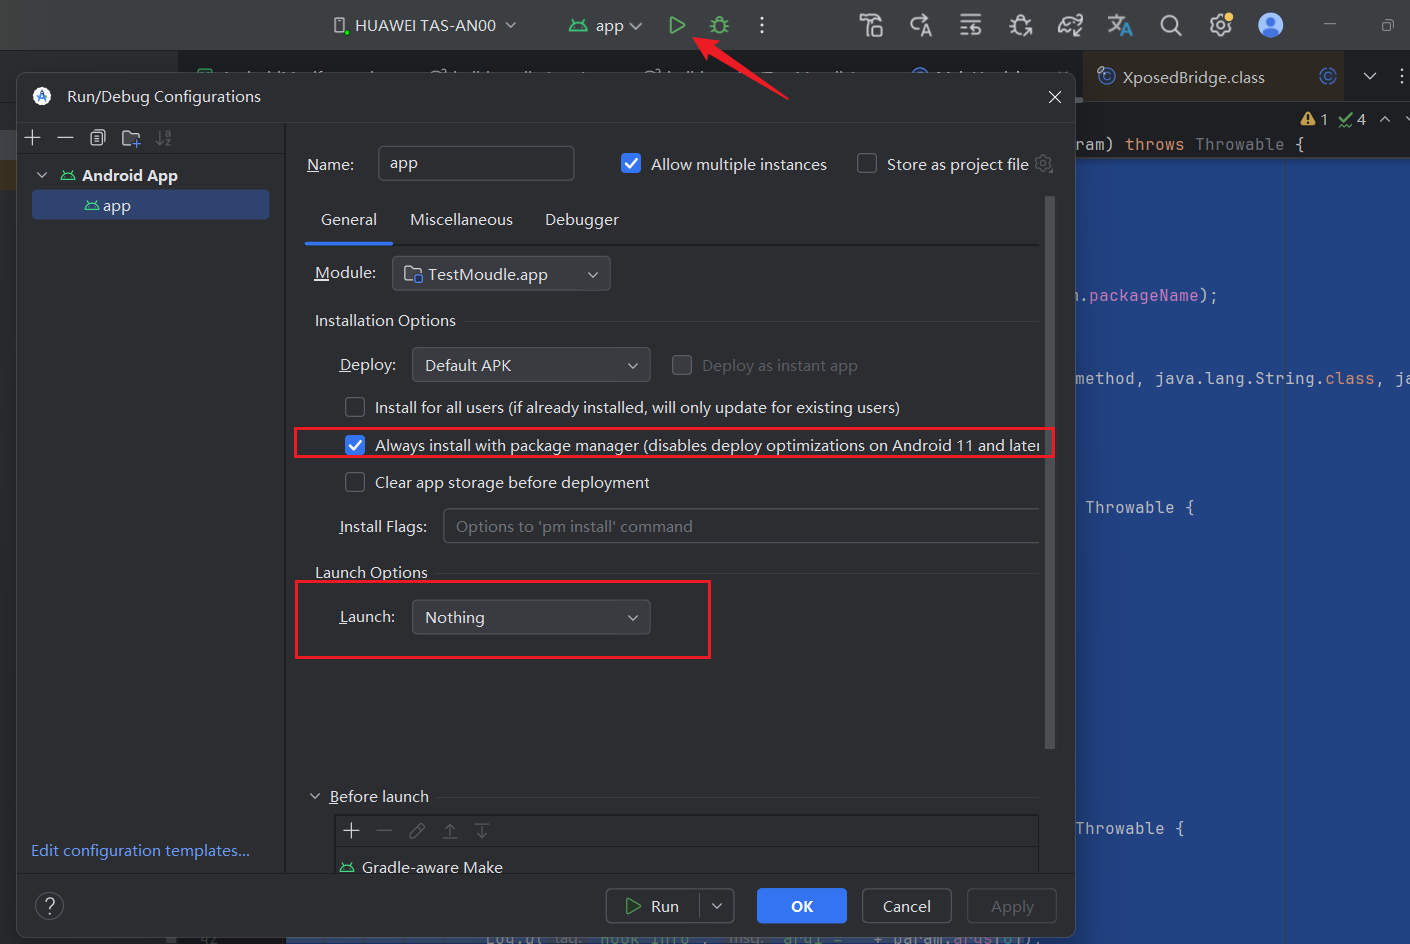 HUAWEI TAS-AN00
app
XposedBridge.class
Run/Debug Configurations
1
4
ram) throws Throwable {
Android App
app
Name:
app
Allow multiple instances
Store as project file
General
Miscellaneous
Debugger
Module:
TestMoudle.app
.packageName);
Installation Options
Deploy:
Default APK
Deploy as instant app
method, java.lang.String.class, ja
Install for all users (if already installed, will only update for existing users)
Always install with package manager (disables deploy optimizations on Android 11 and later
Clear app storage before deployment
Throwable {
Install Flags:
Options to 'pm install' command
Launch Options
Launch:
Nothing
Before launch
Throwable {
Edit configuration templates...
Gradle-aware Make
?
Run
OK
Cancel
Apply